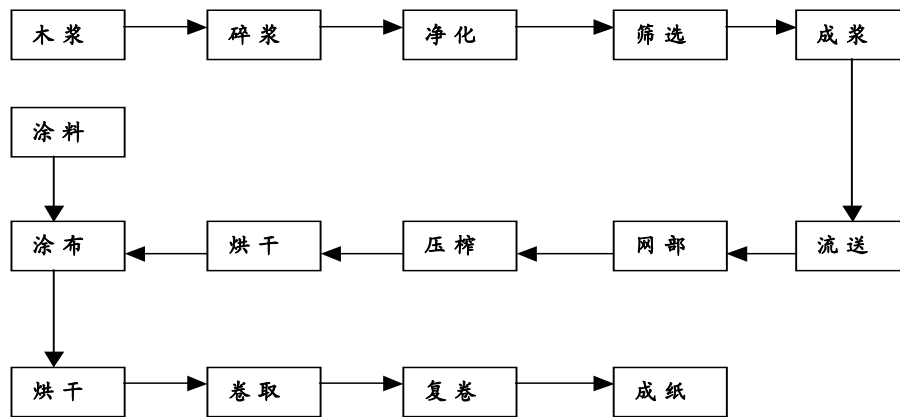 木浆
碎浆
净化
筛选
成浆
涂料
涂布
烘干
压榨
网部
流送
烘干
卷取
复卷
成纸